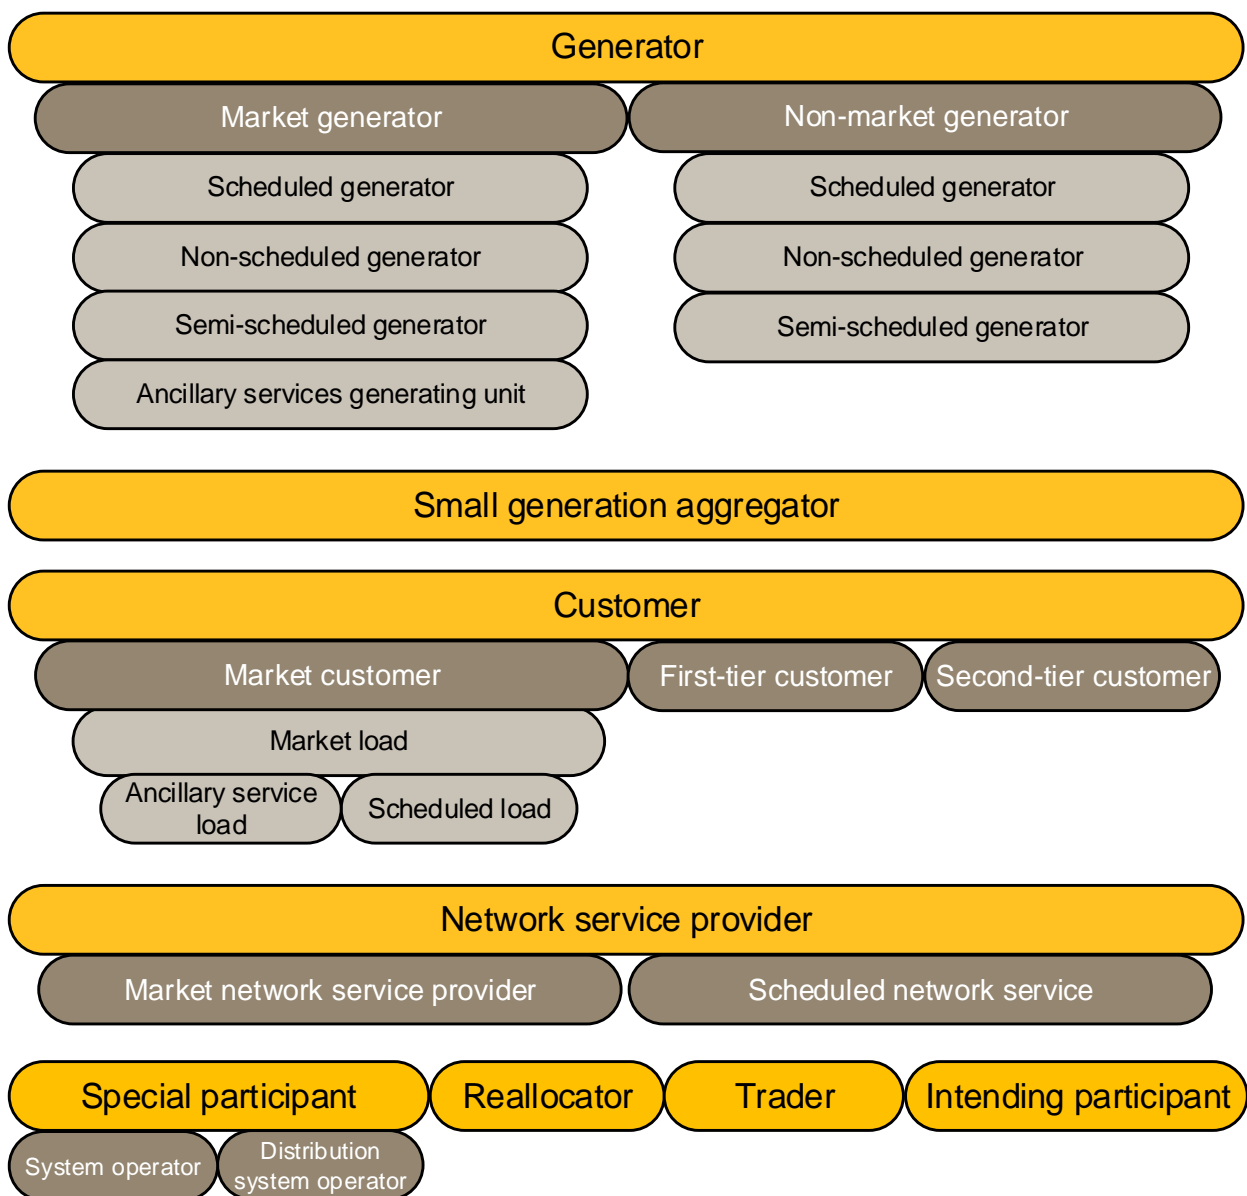 Generator
Market generator
Non-market generator
Scheduled generator
Scheduled generator
Non-scheduled generator
Non-scheduled generator
Semi-scheduled generator
Semi-scheduled generator
Ancillary services generating unit
Small generation aggregator
Customer
Market customer
First-tier customer
Second-tier customer
Market load
Ancillary service
load
Scheduled load
Network service provider
Market network service provider
Scheduled network service
Special participant
Reallocator
Trader
Intending participant
System operator
Distribution
system operator